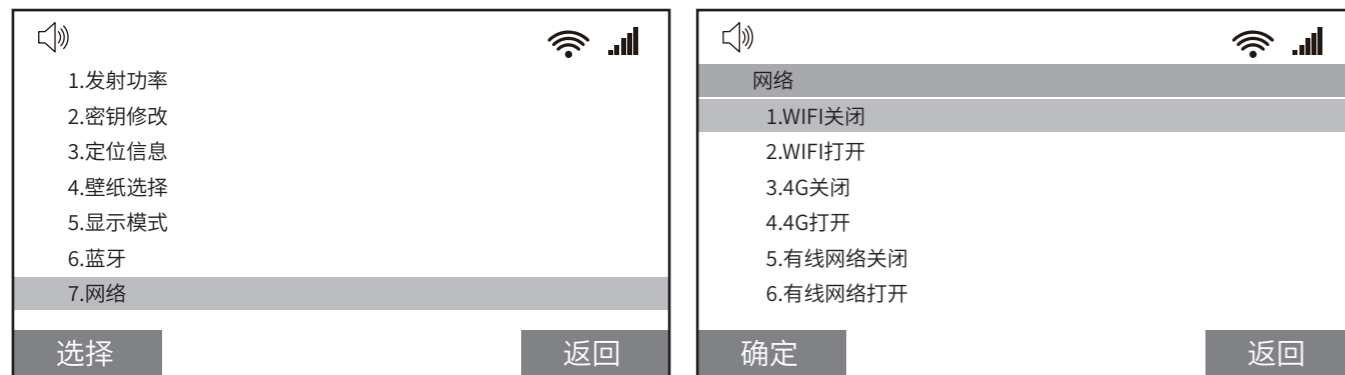 1.发射功率
2.密钥修改
3.定位信息
4.壁纸选择
5.显示模式
6.蓝牙
7.网络
选择
返回
网络
1.WIFI关闭
2.WIFI打开
3.4G关闭
4.4G打开
5.有线网络关闭
6.有线网络打开
确定
返回